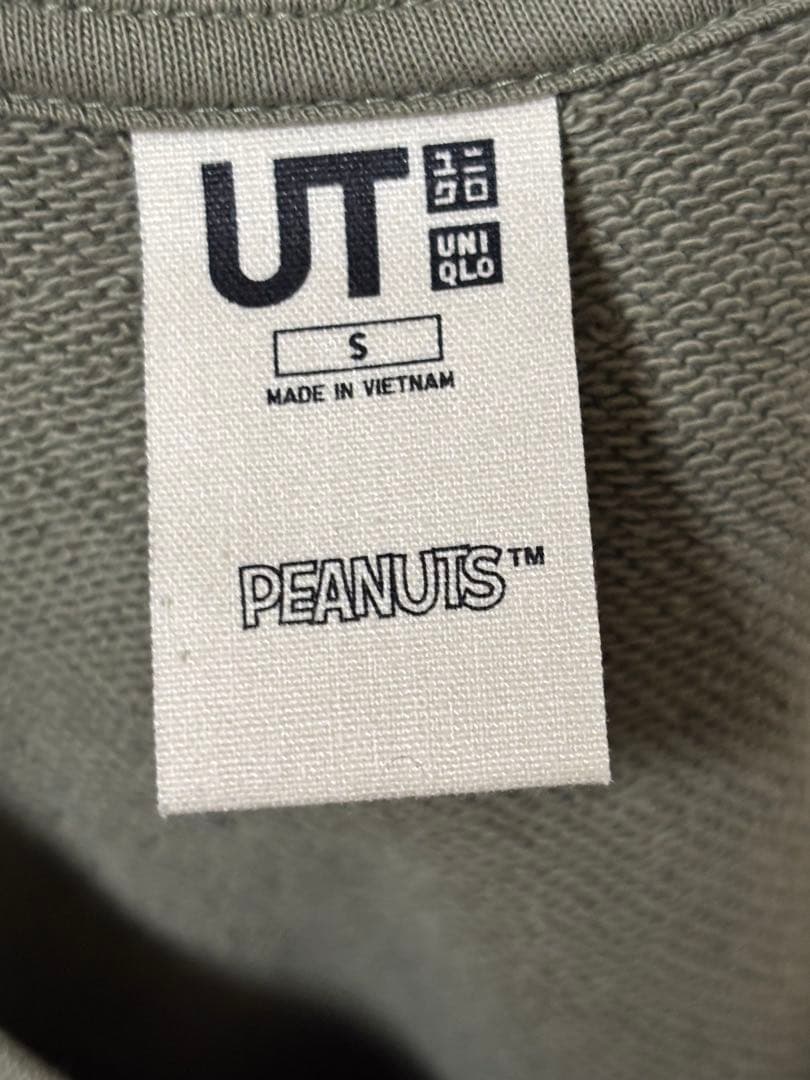 UT
ユニ
クロ
UNI
QLO
S
MADE IN VIETNAM
PEANUTS™